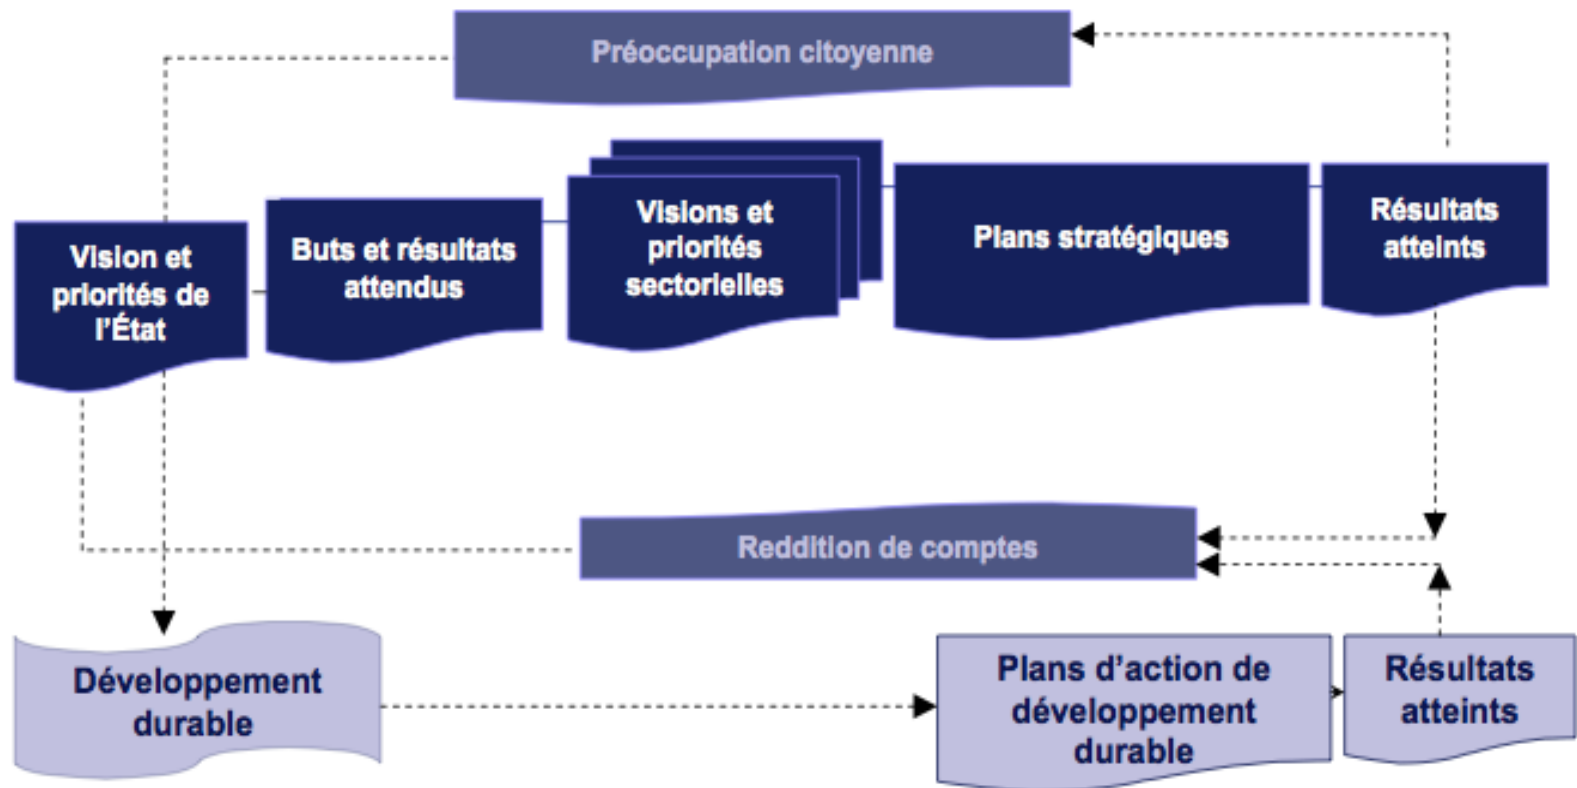 Préoccupation citoyenne
Vision et
priorités de
l'État
Buts et résultats
attendus
Visions et
priorités
sectorielles
Plans stratégiques
Résultats
atteints
Reddition de comptes
Développement
durable
Plans d'action de
développement
durable
Résultats
atteints